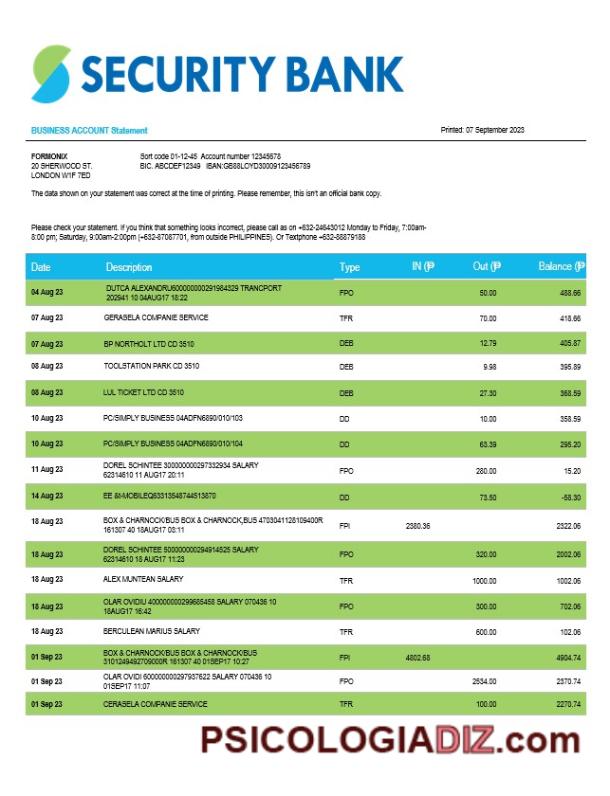 SECURITY BANK
BUSINESS ACCOUNT Statement Printed: 07 September 2023
FORMONIX Sort code 01-12-45 Account number 12345678
20 SHERWOOD ST. BIC. ABCDEF12349 IBAN:GB88LOYD30009123456789
LONDON W1F 7ED
The data shown on your statement was correct at the time of printing. Please remember, this isn't an official bank copy.
Please check your statement. If you think that something looks incorrect, please call as on +632-24643012 Monday to Friday, 7:00am-
8:00 pm; Saturday, 9:00am-2:00pm (+632-87087701, from outside PHILIPPINES). Or Textphone +632-88879188
Date Description Type IN (₱ Out (₱ Balance (₱
04 Aug 23 DUTCA ALEXANDRU600000000291984329 TRANCPORT FPO 50.00 488.66
202941 10 04AUG17 18:22
07 Aug 23 GERASELA COMPANIE SERVICE TFR 70.00 418.66
07 Aug 23 BP NORTHOLT LTD CD 3510 DEB 12.79 405.87
08 Aug 23 TOOLSTATION PARK CD 3510 DEB 9.98 395.89
08 Aug 23 LUL TICKET LTD CD 3510 DEB 27.30 368.59
10 Aug 23 PC/SIMPLY BUSINESS 04ADFN6890/010/103 DD 10.00 358.59
10 Aug 23 PC/SIMPLY BUSINESS 04ADFN6890/010/104 DD 63.39 295.20
11 Aug 23 DOREL SCHINTEE 300000000297332934 SALARY FPO 280.00 15.20
62314610 11 AUG17 20:11
14 Aug 23 EE &t-MOBILEQ63313548744513870 DD 73.50 -58.30
18 Aug 23 BOX & CHARNOCK/BUS BOX & CHARNOCK,BUS 4703041128109400R FPI 2380.36 2322.06
161307 40 18AUG17 03:11
18 Aug 23 DOREL SCHINTEE 500000000294914525 SALARY FPO 320.00 2002.06
62314618 10 AUG17 11:23
18 Aug 23 ALEX MUNTEAN SALARY TFR 1000.00 1002.06
18 Aug 23 OLAR OVIDIU 400000000299685458 SALARY 070436 10 FPO 300.00 702.06
18AUG17 16:42
18 Aug 23 BERCULEAN MARIUS SALARY TFR 600.00 102.06
01 Sep 23 BOX & CHARNOCK/BUS BOX & CHARNOCK/BUS FPI 4802.68 4904.74
3101249492709000R 161307 40 01SEP17 10:27
01 Sep 23 OLAR OVIDI 600000000297937622 SALARY 070436 10 FPO 2534.00 2370.74
01SEP17 11:07
01 Sep 23 CERASELA COMPANIE SERVICE TFR 100.00 2270.74
PSICOLOGIADIZ.com